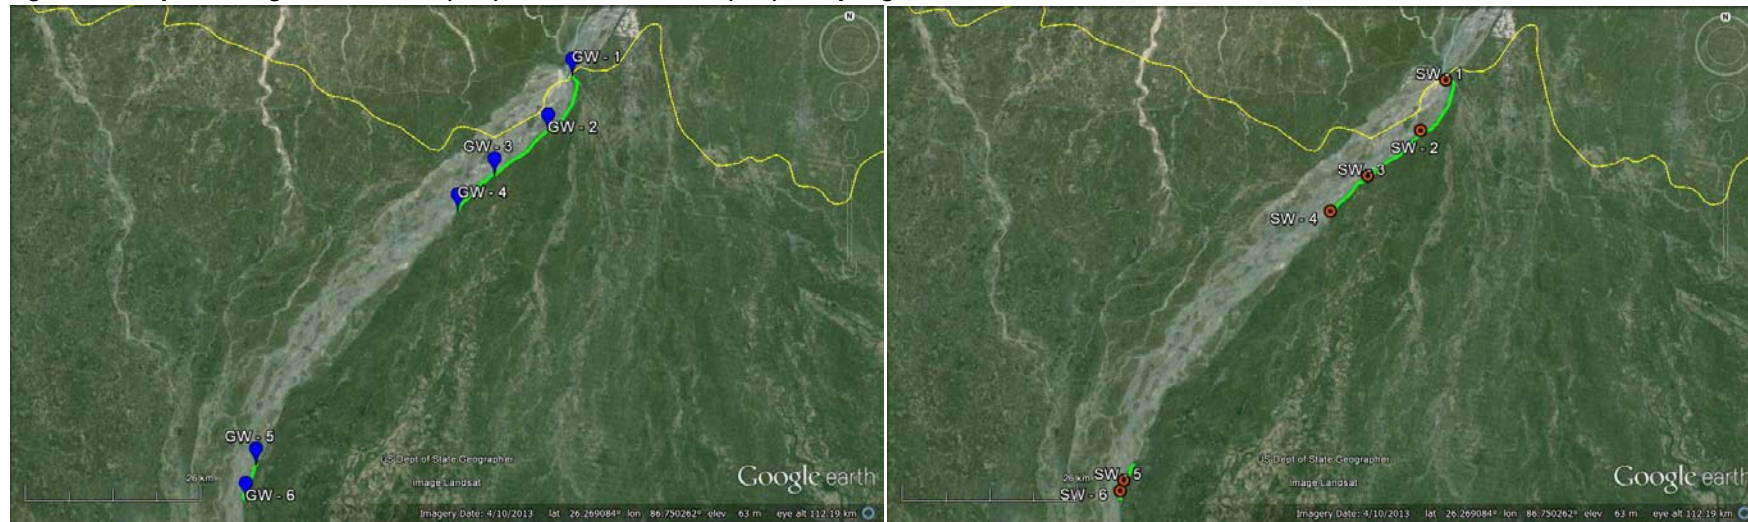 N
GW - 1
GW - 2
GW - 3
GW - 4
GW - 5
GW - 6
26 km
US Dept of State Geographer
Image Landsat
Google earth
Imagery Date: 4/10/2013 lat 26.269084° lon 86.750262° elev 63 m eye alt 112.19 km
N
SW - 1
SW - 2
SW - 3
SW - 4
SW - 5
SW - 6
26 km
US Dept of State Geographer
Image Landsat
Google earth
Imagery Date: 4/10/2013 lat 26.269084° lon 86.750262° elev 63 m eye alt 112.19 km